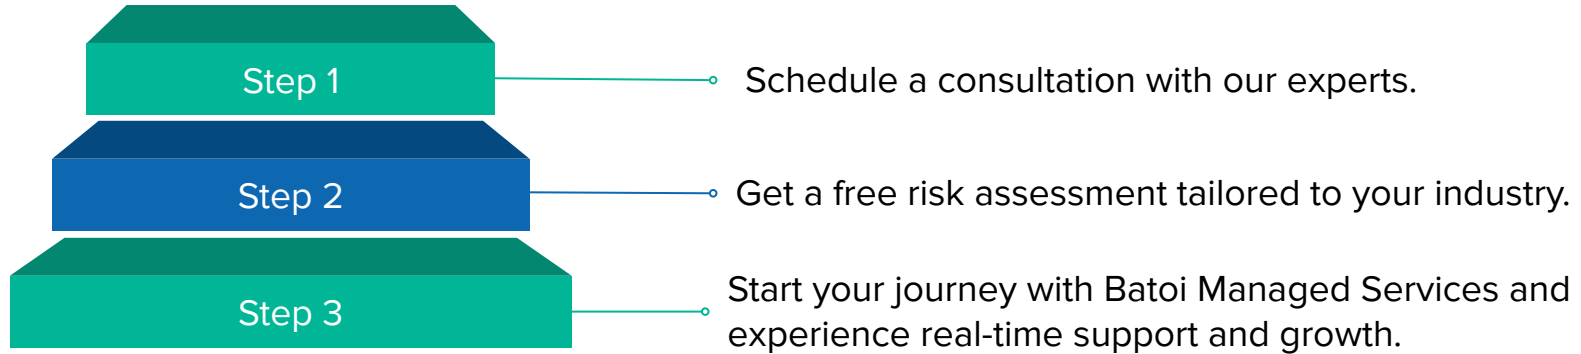 Step 1
Schedule a consultation with our experts.
Step 2
Get a free risk assessment tailored to your industry.
Step 3
Start your journey with Batoi Managed Services and
experience real-time support and growth.